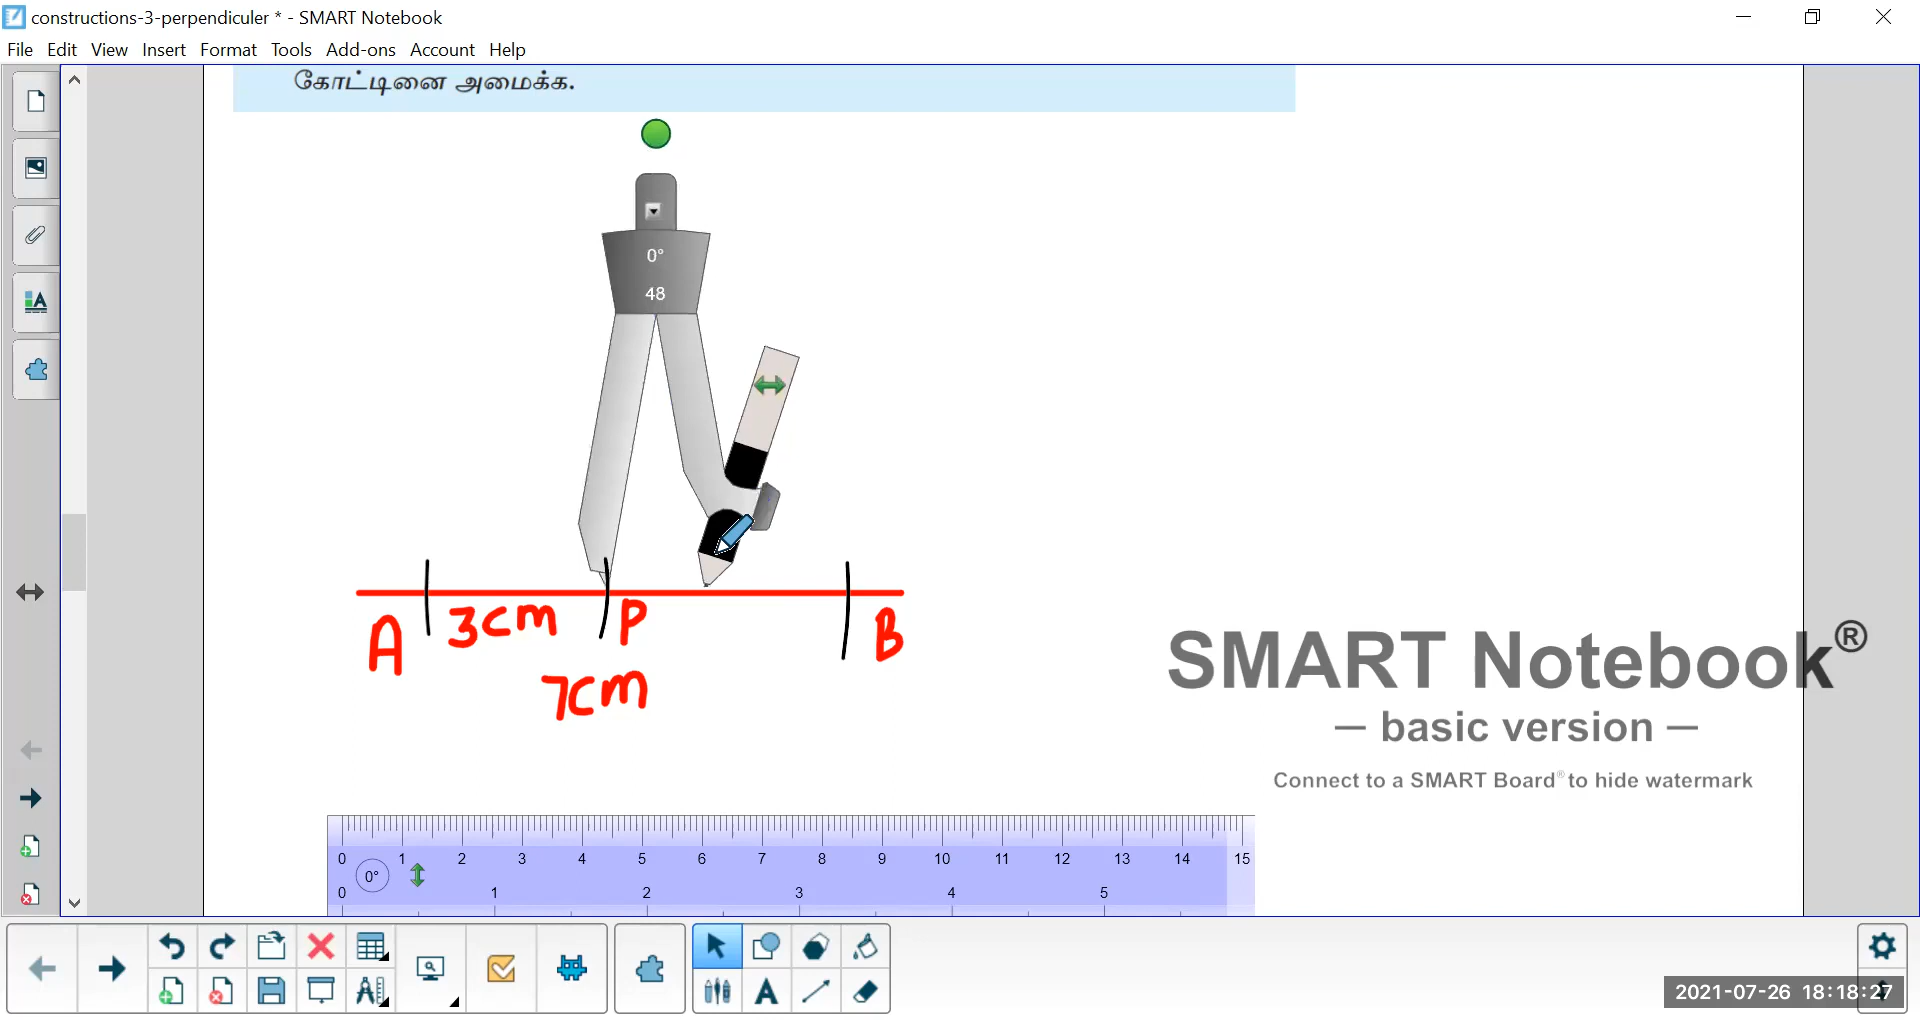 constructions-3-perpendiculer * - SMART Notebook
File Edit View Insert Format Tools Add-ons Account Help
கோட்டினை அமைக்க.
0°
48
A 3cm P B
7cm
SMART Notebook®
— basic version —
Connect to a SMART Board® to hide watermark
0 1 2 3 4 5 6 7 8 9 10 11 12 13 14 15
0°
0 1 2 3 4 5
2021-07-26 18:18:27